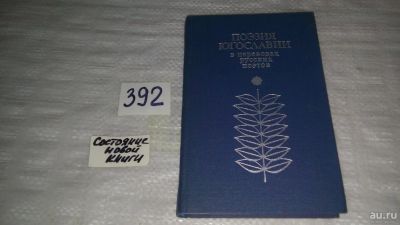 ПОЭЗИЯ
ЮГОСЛАВИИ
в переводах
русских
поэтов
392
Состояние
новой
книги
au.ru